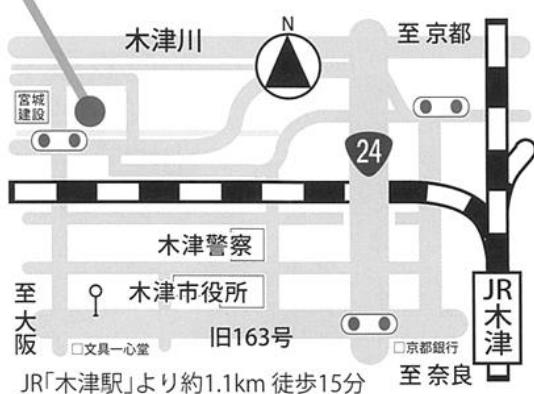 N
木津川
至 京都
宮城
建設
24
木津警察
木津市役所
至
大
阪
JR
木
津
旧163号
□文具一心堂
□京都銀行
JR「木津駅」より約1.1km 徒歩15分
至 奈良